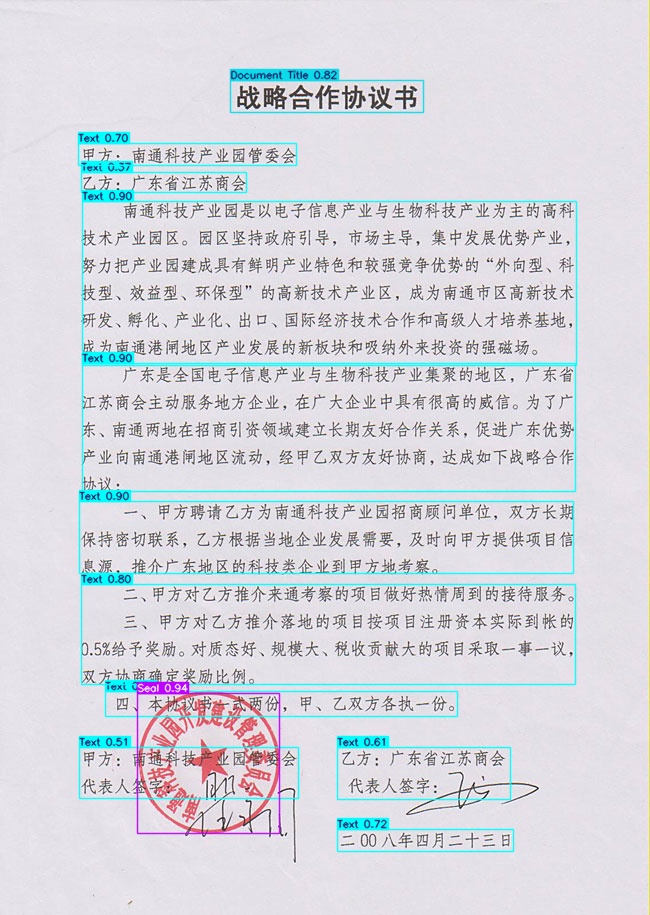 Document Title 0.82
战略合作协议书
Text 0.70
甲方：南通科技产业园管委会
Text 0.37
乙方：广东省江苏商会
Text 0.90
南通科技产业园是以电子信息产业与生物科技产业为主的高科
技术产业园区。园区坚持政府引导，市场主导，集中发展优势产业，
努力把产业园建成具有鲜明产业特色和较强竞争优势的“外向型、科
技型、效益型、环保型”的高新技术产业区，成为南通市区高新技术
研发、孵化、产业化、出口、国际经济技术合作和高级人才培养基地，
成为南通港闸地区产业发展的新板块和吸纳外来投资的强磁场。
Text 0.90
广东是全国电子信息产业与生物科技产业集聚的地区，广东省
江苏商会主动服务地方企业，在广大企业中具有很高的威信。为了广
东、南通两地在招商引资领域建立长期友好合作关系，促进广东优势
产业向南通港闸地区流动，经甲乙双方友好协商，达成如下战略合作
协议：
Text 0.90
一、甲方聘请乙方为南通科技产业园招商顾问单位，双方长期
保持密切联系，乙方根据当地企业发展需要，及时向甲方提供项目信
息源，推介广东地区的科技类企业到甲方地考察。
Text 0.80
二、甲方对乙方推介来通考察的项目做好热情周到的接待服务。
三、甲方对乙方推介落地的项目按项目注册资本实际到帐的
0.5%给予奖励。对质态好、规模大、税收贡献大的项目采取一事一议，
双方协商确定奖励比例。
Seal 0.94
四、本协议书一式两份，甲、乙双方各执一份。
Text 0.51
甲方：南通科技产业园管委会
代表人签字：
Text 0.61
乙方：广东省江苏商会
代表人签字：
Text 0.72
二00八年四月二十三日